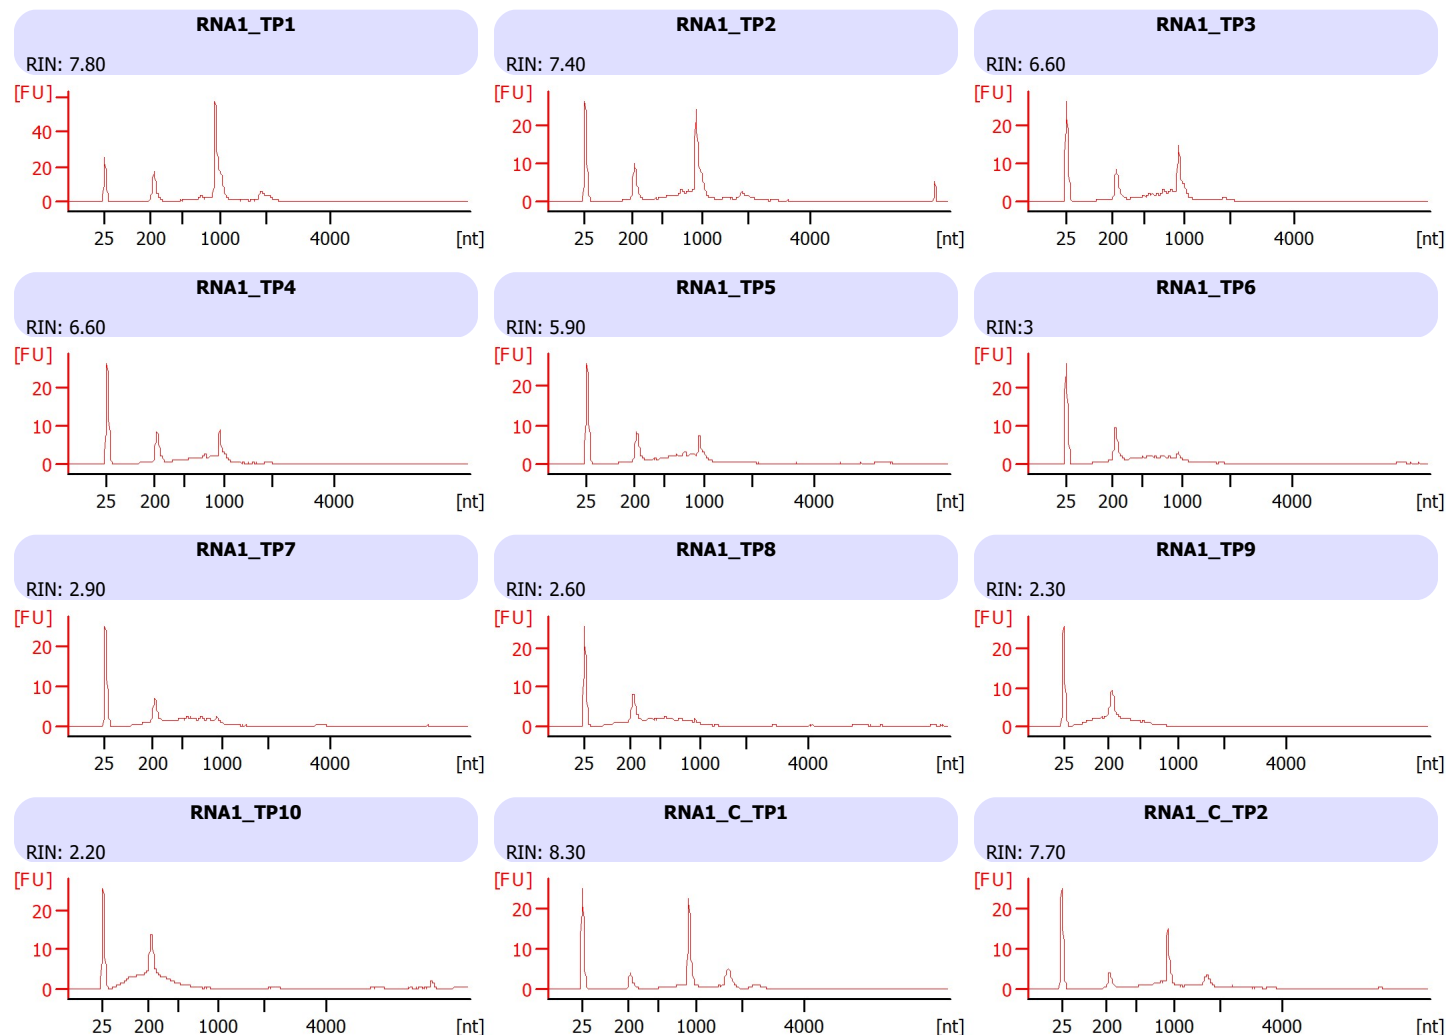 RNA1_TP1
RIN: 7.80
[FU]
40
20
0
25 200 1000 4000 [nt]
RNA1_TP2
RIN: 7.40
[FU]
20
10
0
25 200 1000 4000 [nt]
RNA1_TP3
RIN: 6.60
[FU]
20
10
0
25 200 1000 4000 [nt]
RNA1_TP4
RIN: 6.60
[FU]
20
10
0
25 200 1000 4000 [nt]
RNA1_TP5
RIN: 5.90
[FU]
20
10
0
25 200 1000 4000 [nt]
RNA1_TP6
RIN:3
[FU]
20
10
0
25 200 1000 4000 [nt]
RNA1_TP7
RIN: 2.90
[FU]
20
10
0
25 200 1000 4000 [nt]
RNA1_TP8
RIN: 2.60
[FU]
20
10
0
25 200 1000 4000 [nt]
RNA1_TP9
RIN: 2.30
[FU]
20
10
0
25 200 1000 4000 [nt]
RNA1_TP10
RIN: 2.20
[FU]
20
10
0
25 200 1000 4000 [nt]
RNA1_C_TP1
RIN: 8.30
[FU]
20
10
0
25 200 1000 4000 [nt]
RNA1_C_TP2
RIN: 7.70
[FU]
20
10
0
25 200 1000 4000 [nt]